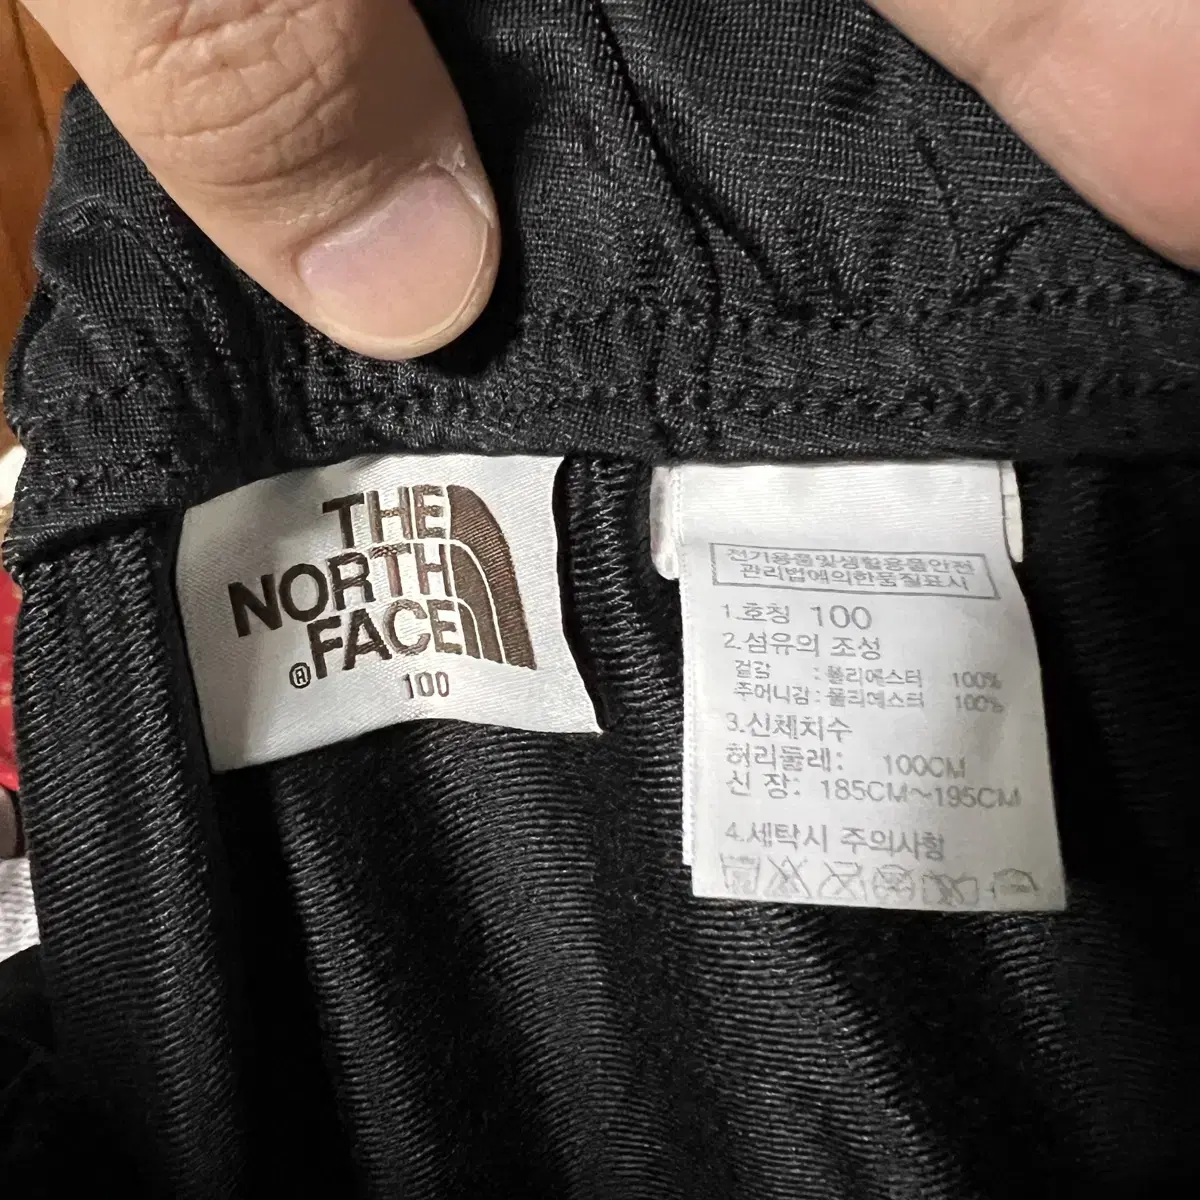 THE
NORTH
FACE
®
100
전기용품및생활용품안전
관리법에의한품질표시
1.호칭 100
2.섬유의 조성
겉감 : 폴리에스터 100%
주머니감 : 폴리에스터 100%
3.신체치수
허리둘레: 100CM
신 장: 185CM~195CM
4.세탁시 주의사항